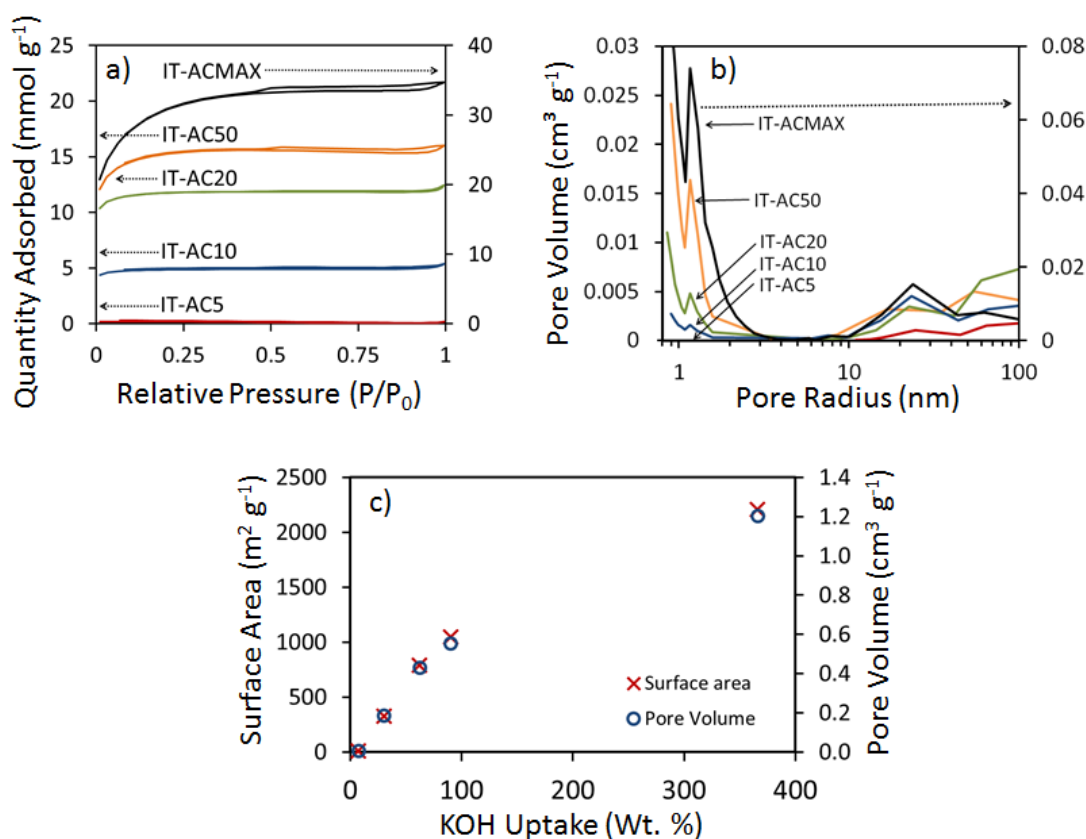 a)
Quantity Adsorbed (mmol g⁻¹)
25
20
15
10
5
0
40
30
20
10
0
IT-ACMAX
IT-AC50
IT-AC20
IT-AC10
IT-AC5
0
0.25
0.5
0.75
1
Relative Pressure (P/P₀)
b)
Pore Volume (cm³ g⁻¹)
0.03
0.025
0.02
0.015
0.01
0.005
0
0.08
0.06
0.04
0.02
0
IT-ACMAX
IT-AC50
IT-AC20
IT-AC10
IT-AC5
1
10
100
Pore Radius (nm)
c)
Surface Area (m² g⁻¹)
2500
2000
1500
1000
500
0
1.4
1.2
1.0
0.8
0.6
0.4
0.2
0.0
Pore Volume (cm³ g⁻¹)
Surface area
Pore Volume
0
100
200
300
400
KOH Uptake (Wt. %)